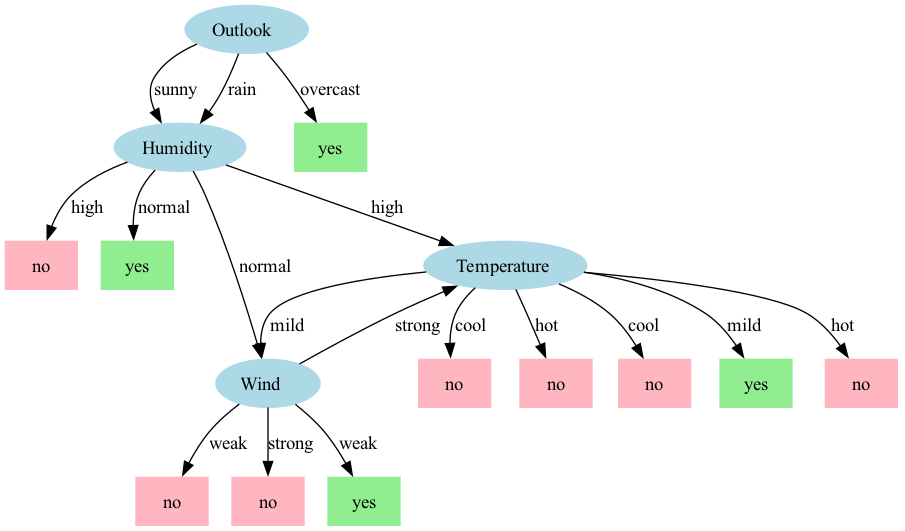 Outlook
sunny
rain
overcast
Humidity
yes
high
normal
high
no
yes
normal
Temperature
mild
strong
cool
hot
cool
mild
hot
Wind
no
no
no
yes
no
weak
strong
weak
no
no
yes